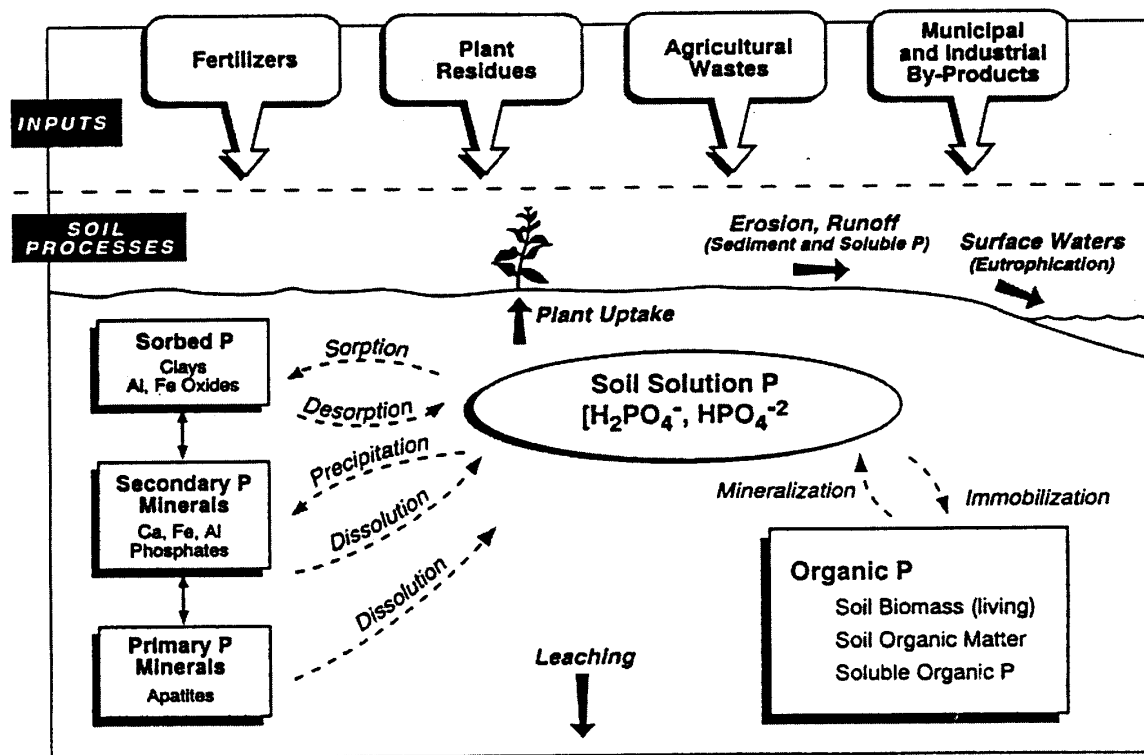 Fertilizers
Plant
Residues
Agricultural
Wastes
Municipal
and Industrial
By-Products
INPUTS
SOIL
PROCESSES
Erosion, Runoff
(Sediment and Soluble P)
Surface Waters
(Eutrophication)
Plant Uptake
Sorbed P
Clays
Al, Fe Oxides
Sorption
Desorption
Soil Solution P
[H₂PO₄⁻, HPO₄⁻²
Precipitation
Secondary P
Minerals
Ca, Fe, Al
Phosphates
Dissolution
Mineralization
Immobilization
Dissolution
Primary P
Minerals
Apatites
Leaching
Organic P
Soil Biomass (living)
Soil Organic Matter
Soluble Organic P